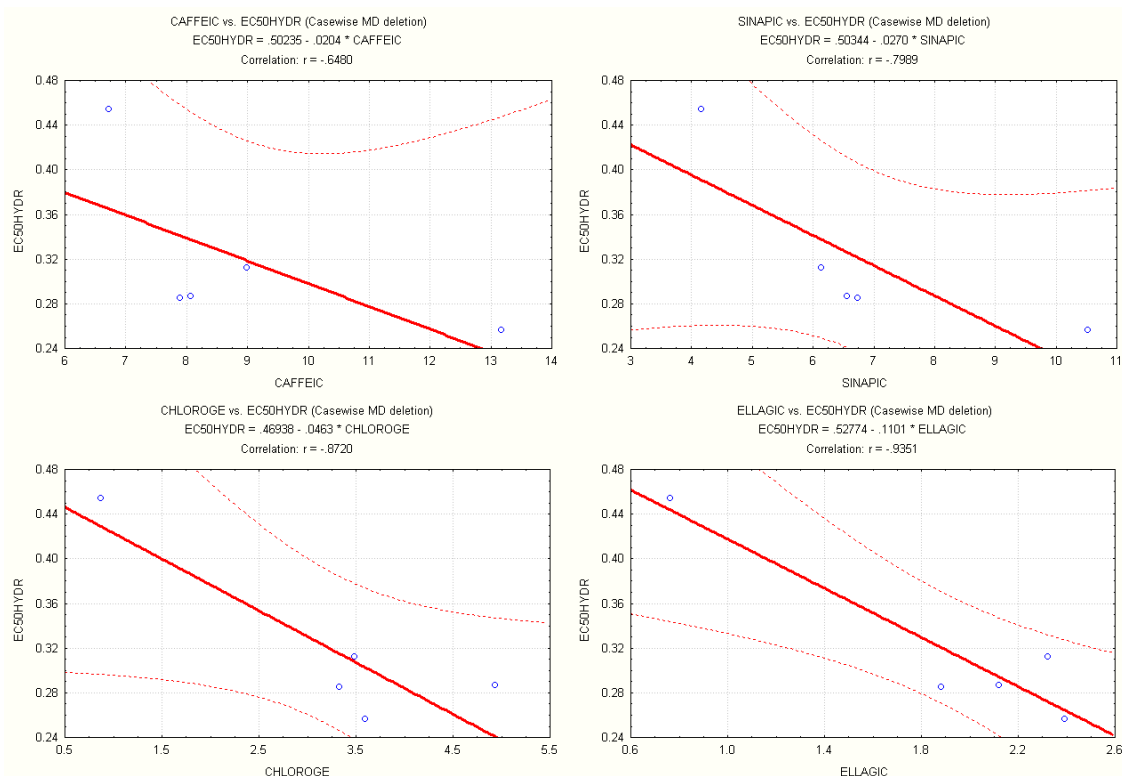 CAFFEIC vs. EC50HYDR (Casewise MD deletion)
EC50HYDR = .50235 - .0204 * CAFFEIC
Correlation: r = -.6480
0.48
0.44
0.40
0.36
0.32
0.28
0.24
EC50HYDR
6 7 8 9 10 11 12 13 14
CAFFEIC
SINAPIC vs. EC50HYDR (Casewise MD deletion)
EC50HYDR = .50344 - .0270 * SINAPIC
Correlation: r = -.7989
0.48
0.44
0.40
0.36
0.32
0.28
0.24
EC50HYDR
3 4 5 6 7 8 9 10 11
SINAPIC
CHLOROGE vs. EC50HYDR (Casewise MD deletion)
EC50HYDR = .46938 - .0463 * CHLOROGE
Correlation: r = -.8720
0.48
0.44
0.40
0.36
0.32
0.28
0.24
EC50HYDR
0.5 1.5 2.5 3.5 4.5 5.5
CHLOROGE
ELLAGIC vs. EC50HYDR (Casewise MD deletion)
EC50HYDR = .52774 - .1101 * ELLAGIC
Correlation: r = -.9351
0.48
0.44
0.40
0.36
0.32
0.28
0.24
EC50HYDR
0.6 1.0 1.4 1.8 2.2 2.6
ELLAGIC